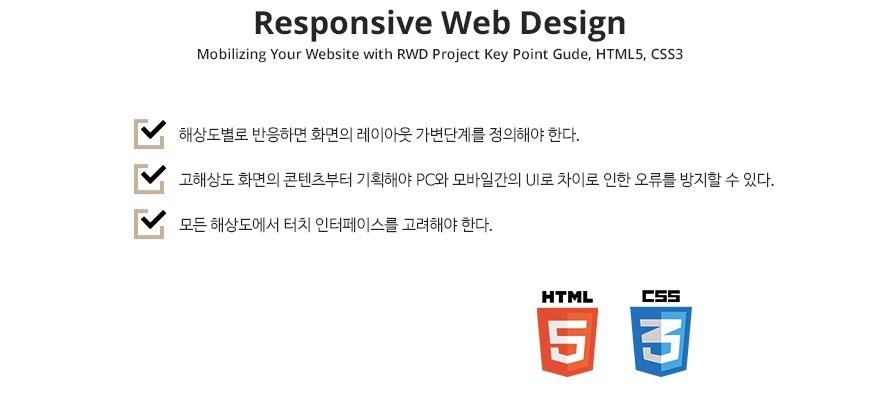 Responsive Web Design
Mobilizing Your Website with RWD Project Key Point Gude, HTML5, CSS3
해상도별로 반응하면 화면의 레이아웃 가변단계를 정의해야 한다.
고해상도 화면의 콘텐츠부터 기획해야 PC와 모바일간의 UI로 차이로 인한 오류를 방지할 수 있다.
모든 해상도에서 터치 인터페이스를 고려해야 한다.
HTML CSS
5 3